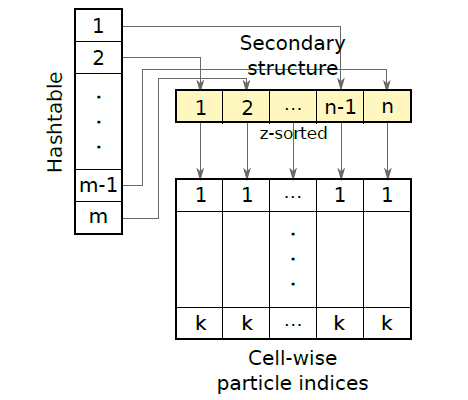 Hashtable
1
2
.
.
.
m-1
m
Secondary
structure
1 2 ... n-1 n
z-sorted
1 1 ... 1 1
.
.
.
k k ... k k
Cell-wise
particle indices